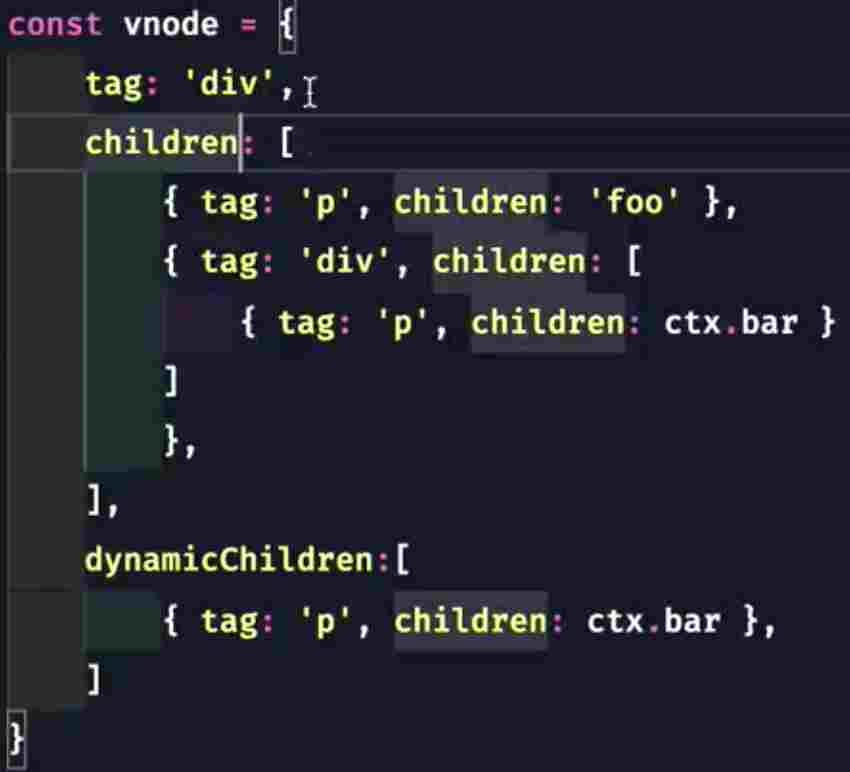 const vnode = {
    tag: 'div',
    children: [
        { tag: 'p', children: 'foo' },
        { tag: 'div', children: [
            { tag: 'p', children: ctx.bar }
        ]
        },
    ],
    dynamicChildren:[
        { tag: 'p', children: ctx.bar },
    ]
}